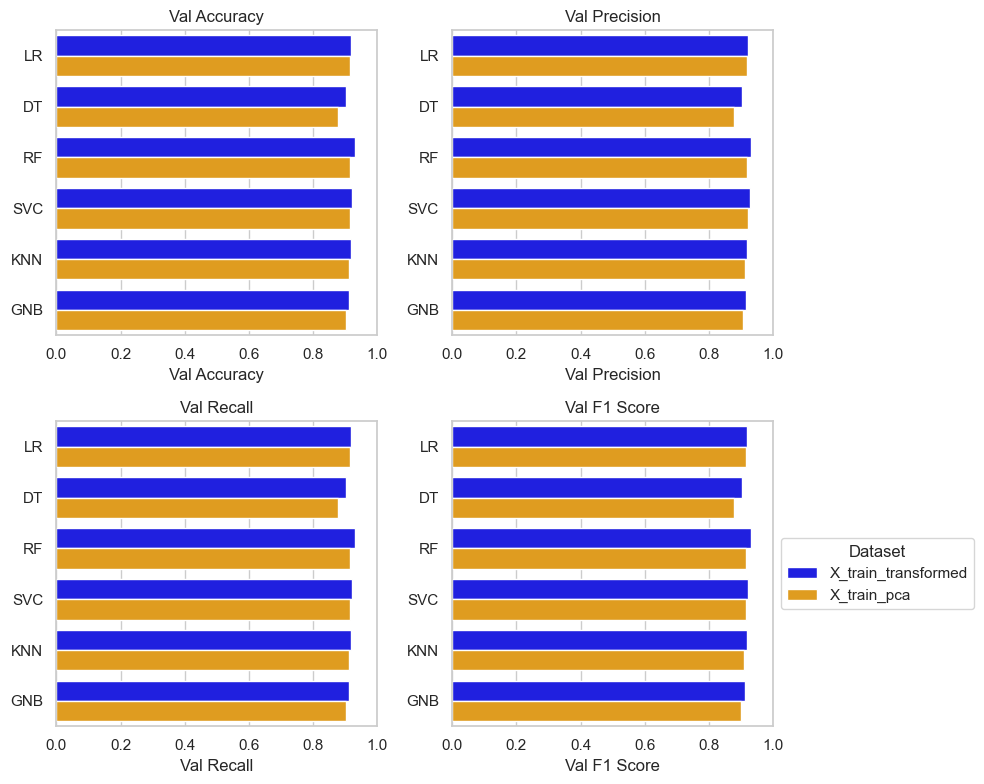 Val Accuracy
LR
DT
RF
SVC
KNN
GNB
0.0 0.2 0.4 0.6 0.8 1.0
Val Accuracy
Val Precision
LR
DT
RF
SVC
KNN
GNB
0.0 0.2 0.4 0.6 0.8 1.0
Val Precision
Val Recall
LR
DT
RF
SVC
KNN
GNB
0.0 0.2 0.4 0.6 0.8 1.0
Val Recall
Val F1 Score
LR
DT
RF
SVC
KNN
GNB
0.0 0.2 0.4 0.6 0.8 1.0
Val F1 Score
Dataset
X_train_transformed
X_train_pca